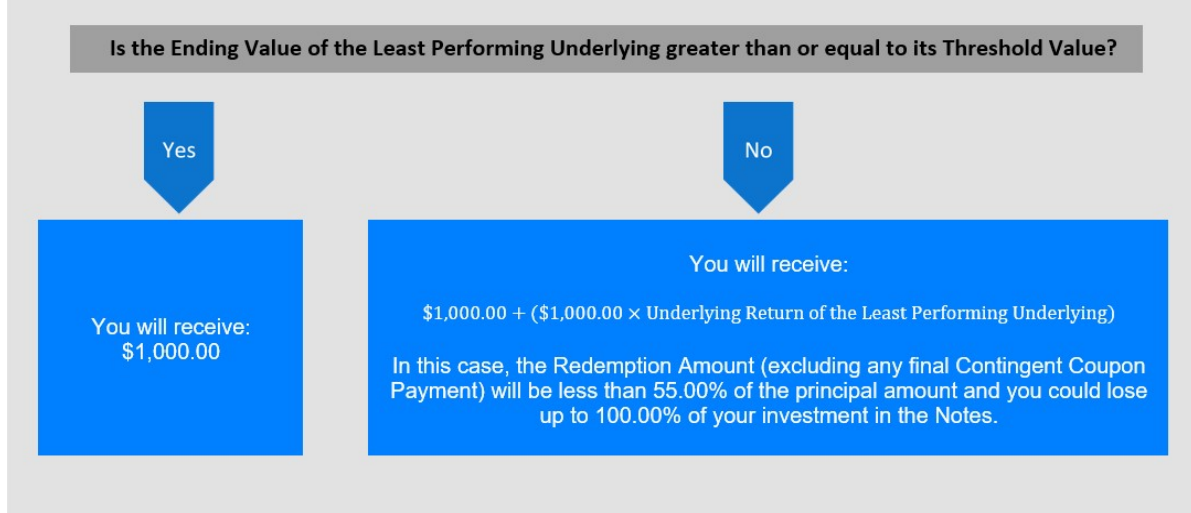 Is the Ending Value of the Least Performing Underlying greater than or equal to its Threshold Value?
Yes
No
You will receive:
$1,000.00
You will receive:
$1,000.00 + ($1,000.00 × Underlying Return of the Least Performing Underlying)
In this case, the Redemption Amount (excluding any final Contingent Coupon
Payment) will be less than 55.00% of the principal amount and you could lose
up to 100.00% of your investment in the Notes.